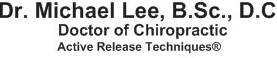 Dr. Michael Lee, B.Sc., D.C
Doctor of Chiropractic
Active Release Techniques®